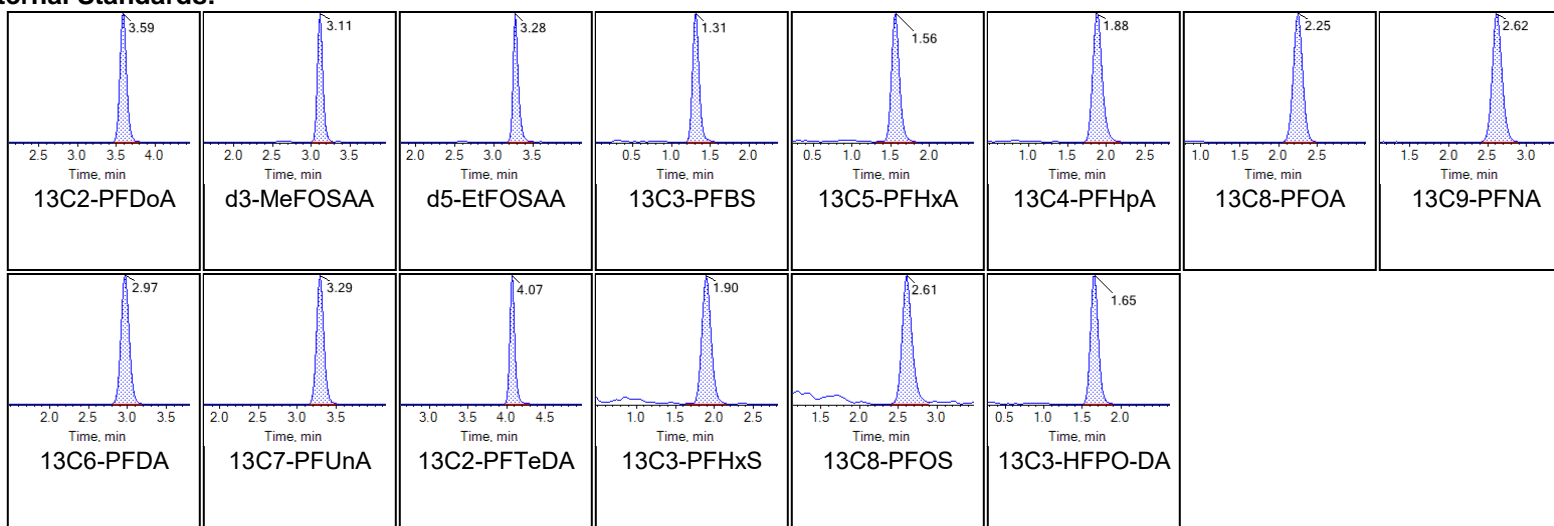 ternal Standards:
3.59 3.11 3.28 1.31 1.56 1.88 2.25 2.62
2.5 3.0 3.5 4.0 2.0 2.5 3.0 3.5 2.0 2.5 3.0 3.5 0.5 1.0 1.5 2.0 0.5 1.0 1.5 2.0 1.0 1.5 2.0 2.5 1.0 1.5 2.0 2.5 1.5 2.0 2.5 3.0
Time, min Time, min Time, min Time, min Time, min Time, min Time, min Time, min
13C2-PFDoA d3-MeFOSAA d5-EtFOSAA 13C3-PFBS 13C5-PFHxA 13C4-PFHpA 13C8-PFOA 13C9-PFNA
2.97 3.29 4.07 1.90 2.61 1.65
2.0 2.5 3.0 3.5 2.0 2.5 3.0 3.5 3.0 3.5 4.0 4.5 1.0 1.5 2.0 2.5 1.5 2.0 2.5 3.0 0.5 1.0 1.5 2.0
Time, min Time, min Time, min Time, min Time, min Time, min
13C6-PFDA 13C7-PFUnA 13C2-PFTeDA 13C3-PFHxS 13C8-PFOS 13C3-HFPO-DA